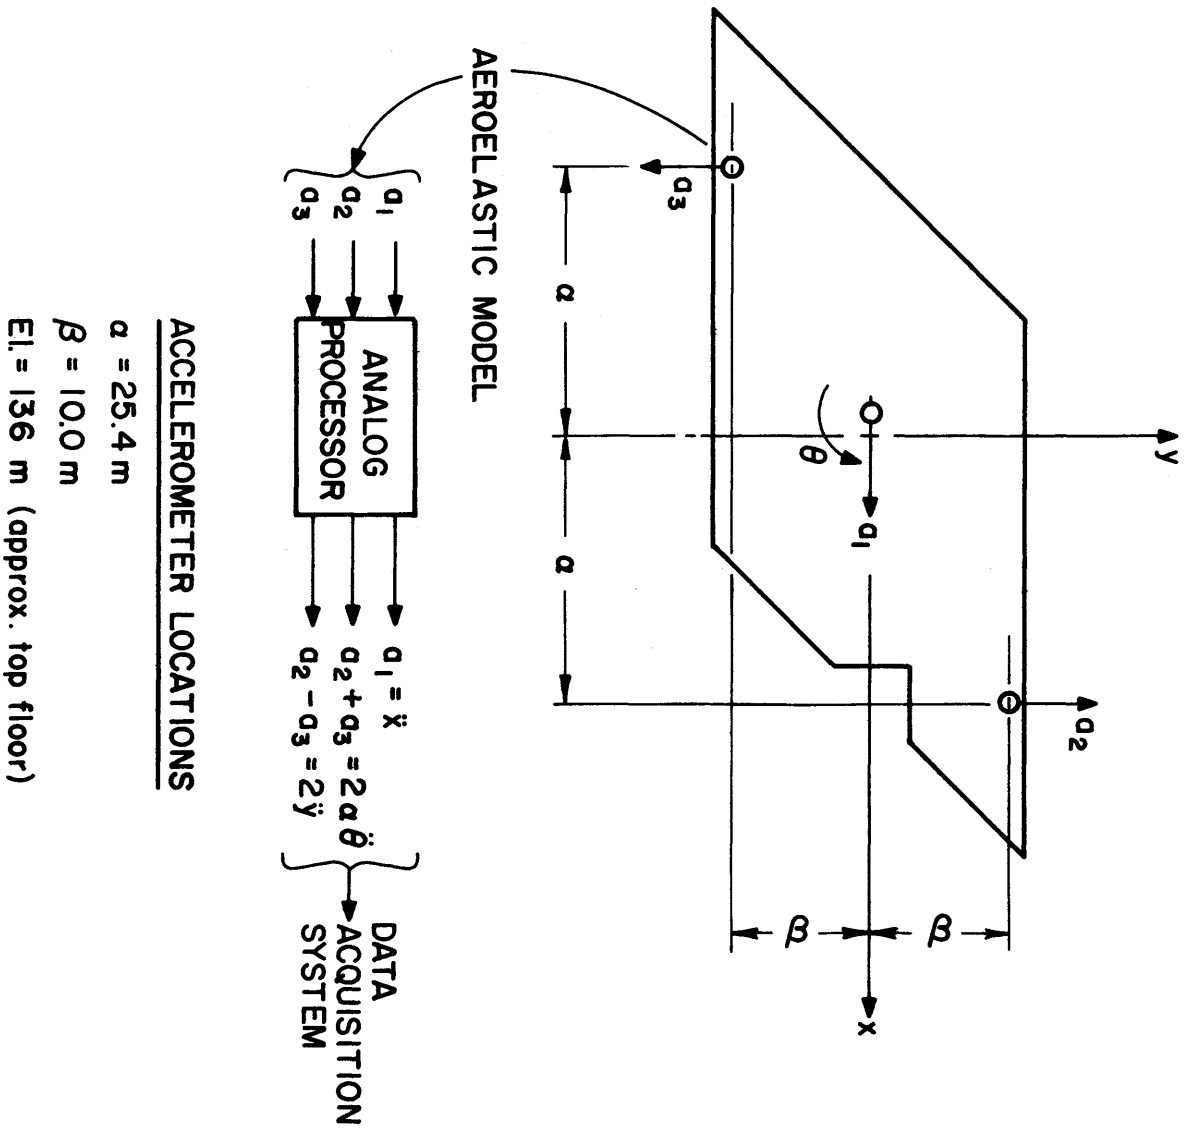 y
a₂
a₁
θ
a₃
x
β
β
α
α
AEROELASTIC MODEL
a₁
a₂
a₃
ANALOG
PROCESSOR
a₁ = ẍ
a₂ + a₃ = 2 α θ̈
a₂ − a₃ = 2ÿ
DATA
ACQUISITION
SYSTEM
ACCELEROMETER LOCATIONS
α = 25.4 m
β = 10.0 m
El. = 136 m (approx. top floor)